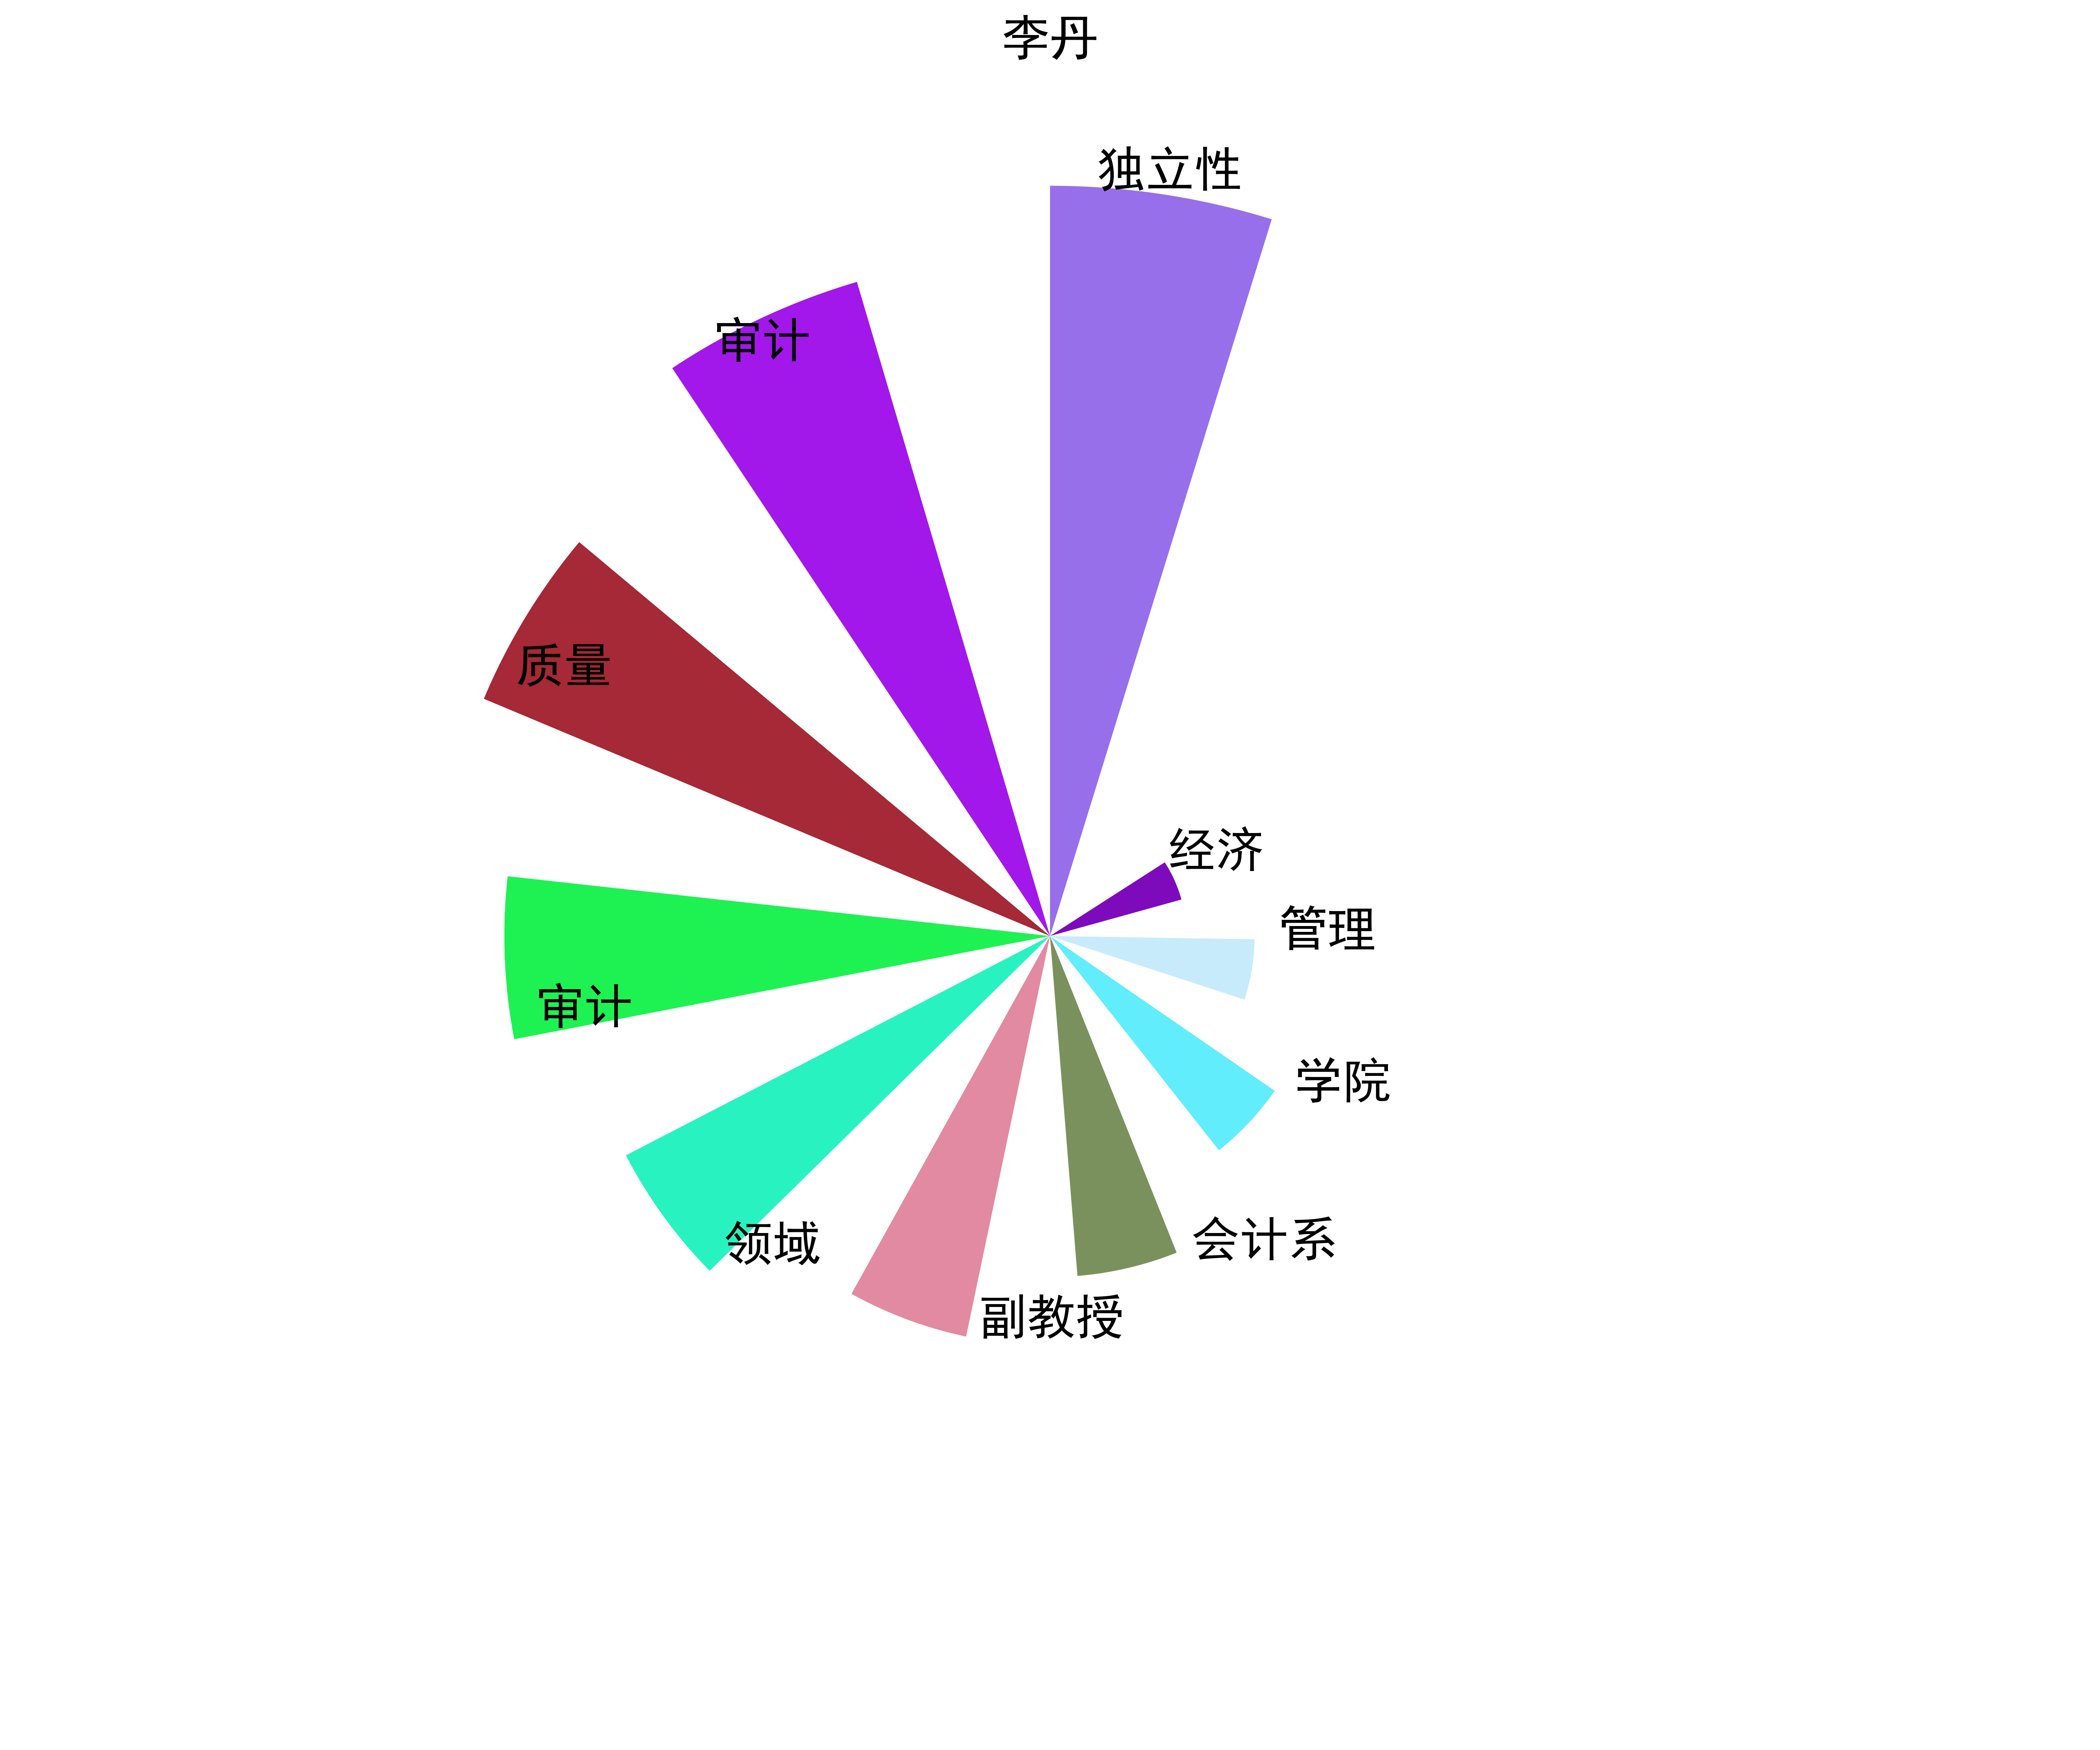 李丹
独立性
审计
质量
经济
管理
审计
学院
会计系
领域
副教授